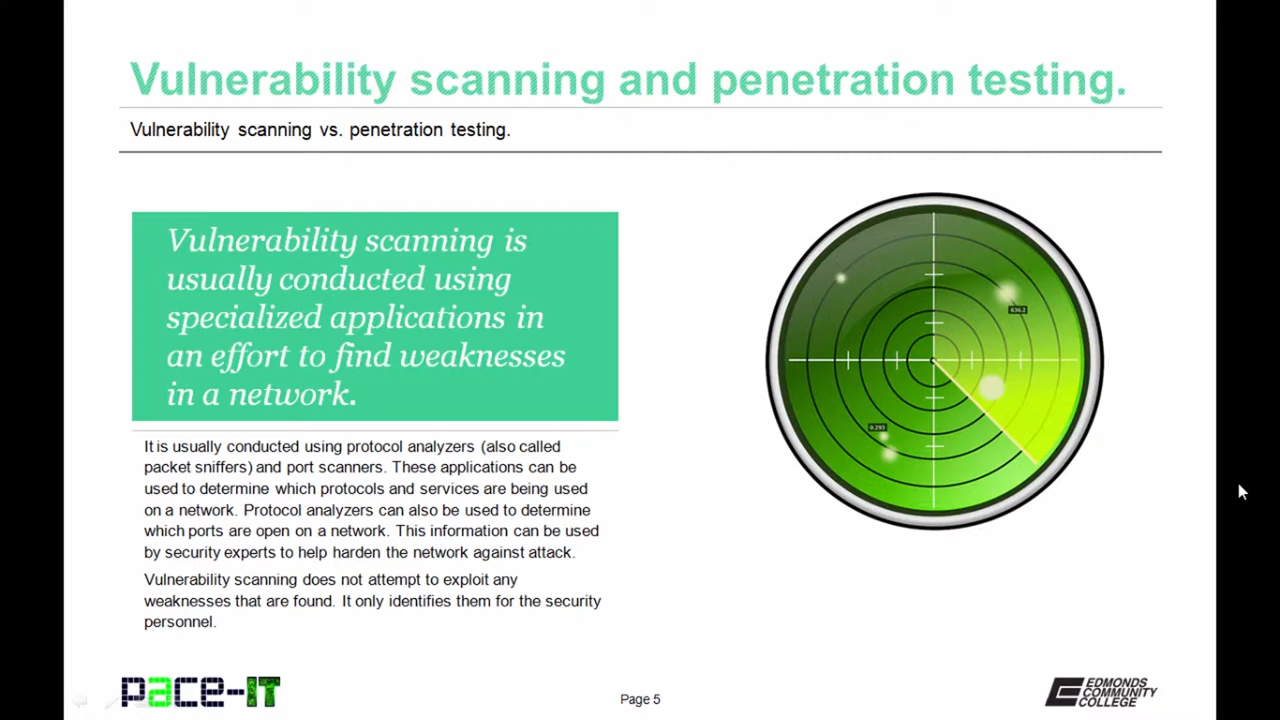 Vulnerability scanning and penetration testing.
Vulnerability scanning vs. penetration testing.
Vulnerability scanning is
usually conducted using
specialized applications in
an effort to find weaknesses
in a network.
It is usually conducted using protocol analyzers (also called
packet sniffers) and port scanners. These applications can be
used to determine which protocols and services are being used
on a network. Protocol analyzers can also be used to determine
which ports are open on a network. This information can be used
by security experts to help harden the network against attack.
Vulnerability scanning does not attempt to exploit any
weaknesses that are found. It only identifies them for the security
personnel.
636.2
0.293
pace-IT
Page 5
EDMONDS
COMMUNITY
COLLEGE